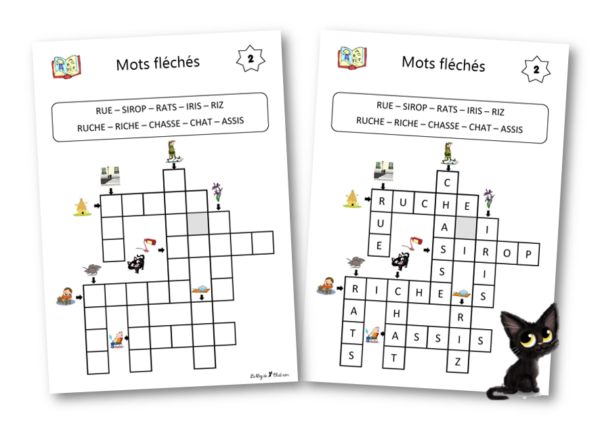 Mots fléchés
2
RUE – SIROP – RATS – IRIS – RIZ
RUCHE – RICHE – CHASSE – CHAT – ASSIS
Mots fléchés
2
RUE – SIROP – RATS – IRIS – RIZ
RUCHE – RICHE – CHASSE – CHAT – ASSIS
C
R U C H E
U A I
E S I R O P
S I
R I C H E S
A H R
T A S S I S
S T Z